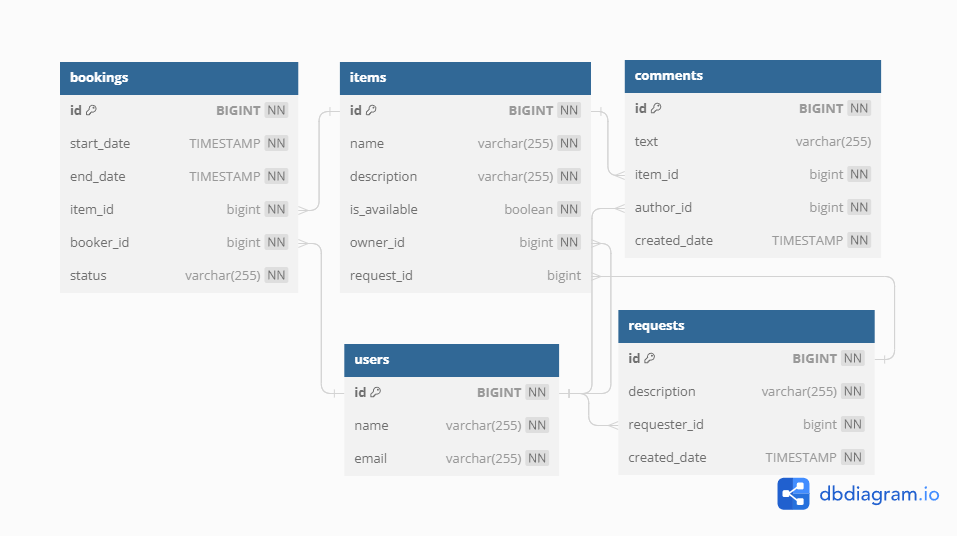 bookings
id BIGINT NN
start_date TIMESTAMP NN
end_date TIMESTAMP NN
item_id bigint NN
booker_id bigint NN
status varchar(255) NN
items
id BIGINT NN
name varchar(255) NN
description varchar(255) NN
is_available boolean NN
owner_id bigint NN
request_id bigint
comments
id BIGINT NN
text varchar(255)
item_id bigint NN
author_id bigint NN
created_date TIMESTAMP NN
users
id BIGINT NN
name varchar(255) NN
email varchar(255) NN
requests
id BIGINT NN
description varchar(255) NN
requester_id bigint NN
created_date TIMESTAMP NN
dbdiagram.io